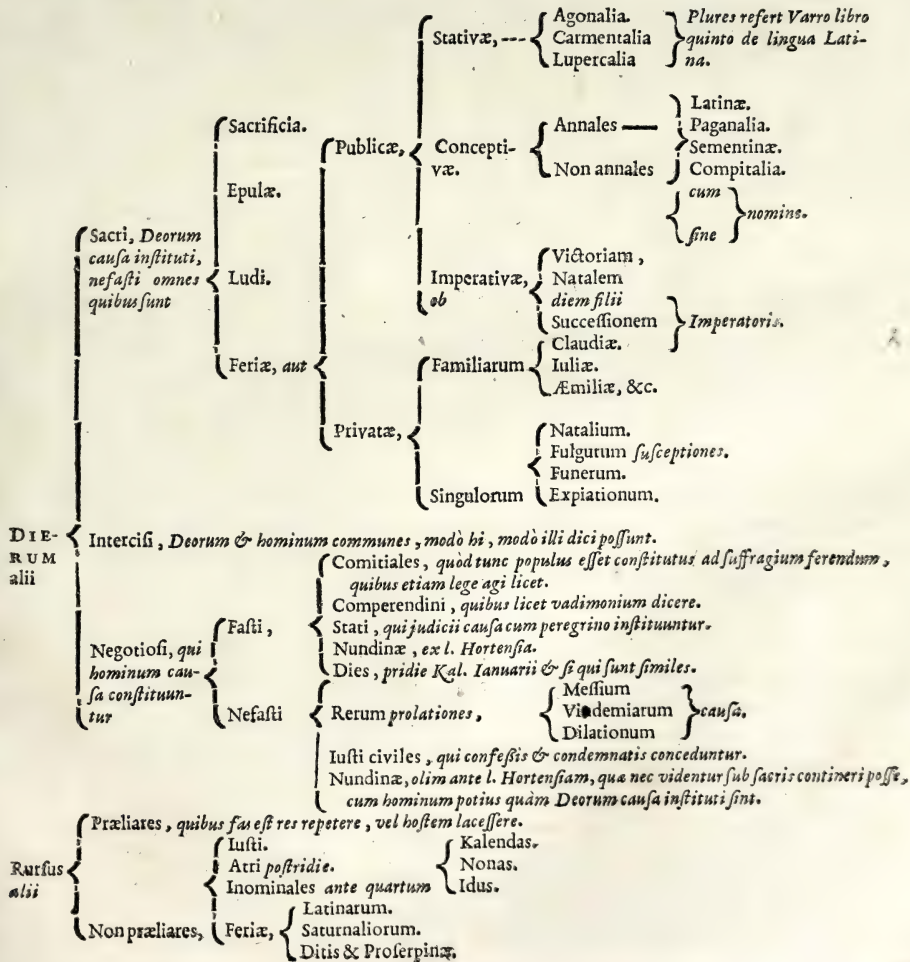 Stativæ,
Agonalia.
Carmentalia
Lupercalia
Plures refert Varro libro
quinto de lingua Lati-
na.
Sacrificia.
Epulæ.
Ludi.
Feriæ, aut
Publicæ,
Concepti-
væ.
Annales
Non annales
Latinæ.
Paganalia.
Sementinæ.
Compitalia.
cum
ſine
nomine.
Sacri, Deorum
cauſa inſtituti,
nefaſti omnes
quibus ſunt
Imperativæ,
ob
Victoriam,
Natalem
diem filii
Succeſſionem
Imperatoris.
Privatæ,
Familiarum
Claudiæ.
Iuliæ.
Æmiliæ, &c.
Singulorum
Natalium.
Fulgurum ſuſceptiones.
Funerum.
Expiationum.
DIE-
RUM
alii
Interciſi, Deorum & hominum communes, modò hi, modò illi dici poſſunt.
Negotioſi, qui
hominum cau-
ſa conſtituun-
tur
Faſti,
Comitiales, quòd tunc populus eſſet conſtitutus ad ſuffragium ferendum,
quibus etiam lege agi licet.
Comperendini, quibus licet vadimonium dicere.
Stati, qui judicii cauſa cum peregrino inſtituuntur.
Nundinæ, ex l. Hortenſia.
Dies, pridie Kal. Ianuarii & ſi qui ſunt ſimiles.
Nefaſti
Rerum prolationes,
Meſſium
Vindemiarum
Dilationum
cauſa.
Iuſti civiles, qui confeſsis & condemnatis conceduntur.
Nundinæ, olim ante l. Hortenſiam, quæ nec videntur ſub ſacris contineri poſſe,
cum hominum potius quàm Deorum cauſa inſtituti ſint.
Rurſus
alii
Præliares, quibus fas eſt res repetere, vel hoſtem laceſſere.
Non præliares,
Iuſti.
Atri poſtridie.
Inominales ante quartum
Kalendas.
Nonas.
Idus.
Feriæ,
Latinarum.
Saturnaliorum.
Ditis & Proſerpinæ.